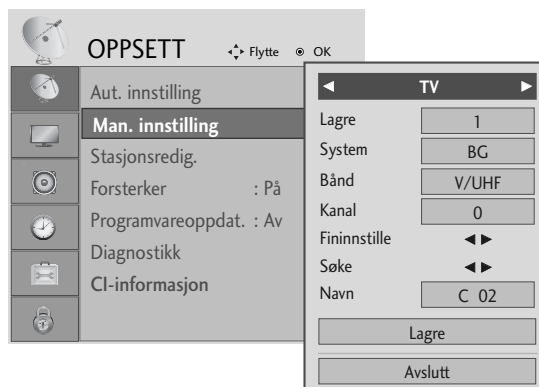 OPPSETT Flytte OK
Aut. innstilling
Man. innstilling
Stasjonsredig.
Forsterker : På
Programvareoppdat. : Av
Diagnostikk
CI-informasjon
TV
Lagre 1
System BG
Bånd V/UHF
Kanal 0
Fininnstille
Søke
Navn C 02
Lagre
Avslutt